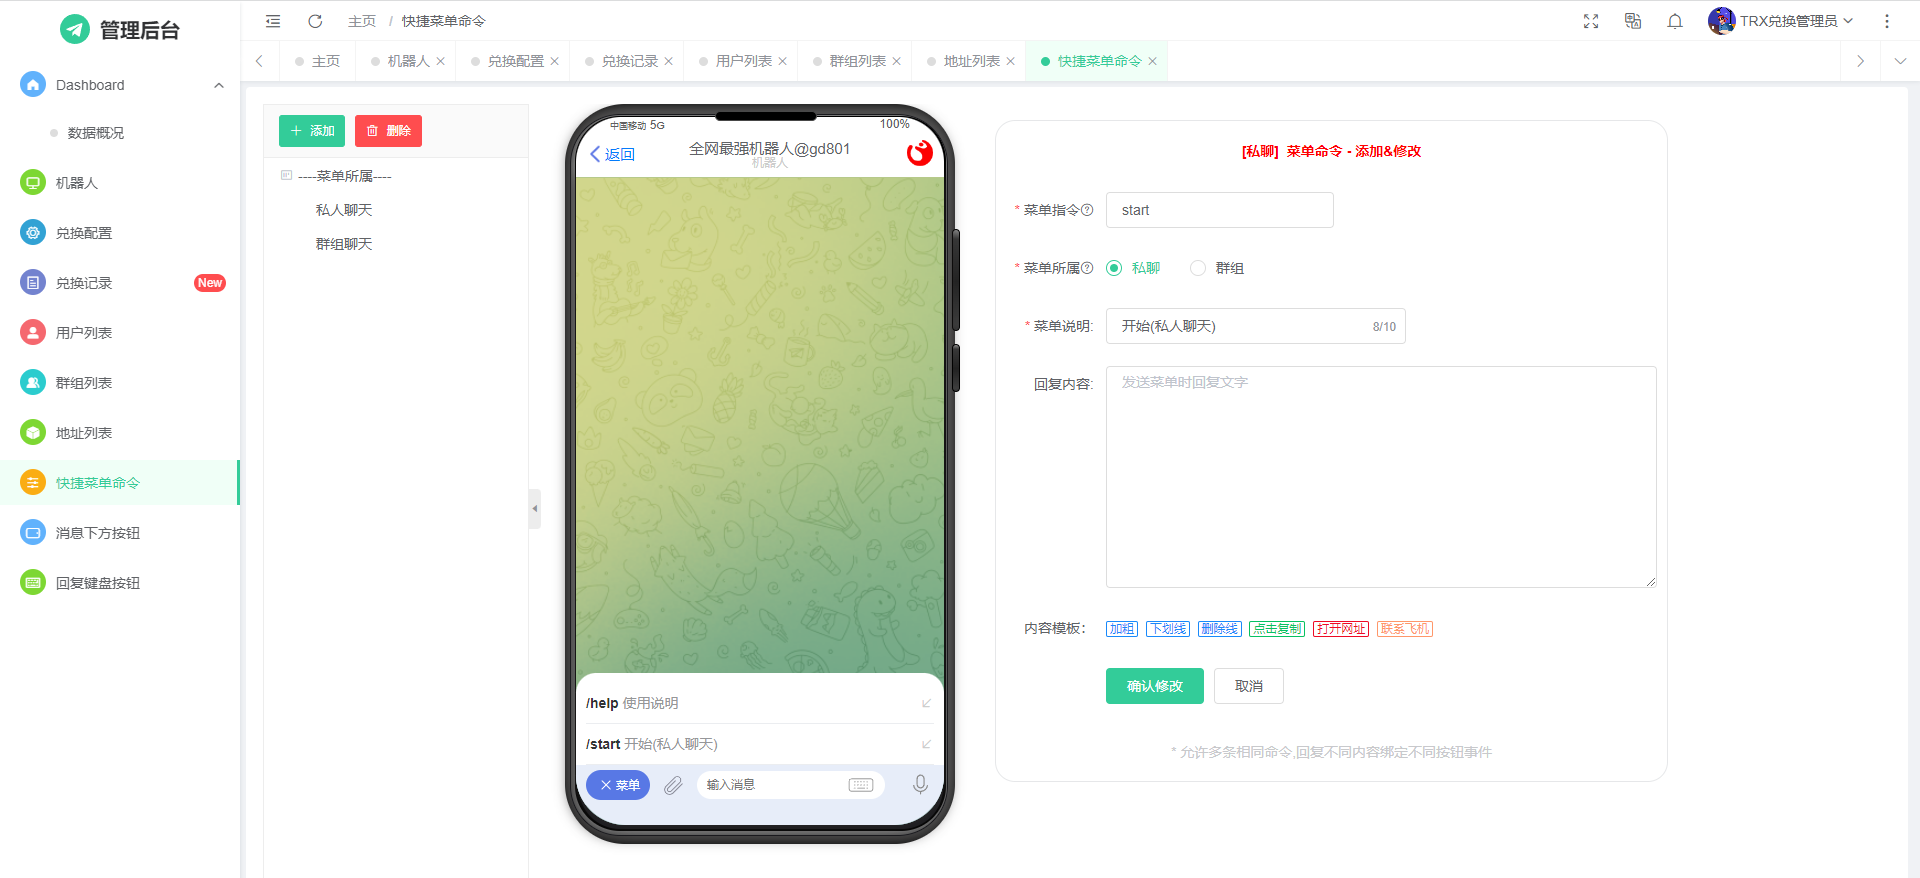 管理后台
主页 / 快捷菜单命令
TRX兑换管理员
主页
机器人
兑换配置
兑换记录
用户列表
群组列表
地址列表
快捷菜单命令
Dashboard
数据概况
机器人
兑换配置
兑换记录 New
用户列表
群组列表
地址列表
快捷菜单命令
消息下方按钮
回复键盘按钮
添加
删除
----菜单所属----
私人聊天
群组聊天
中国移动 5G
100%
返回
全网最强机器人@gd801
机器人
/help 使用说明
/start 开始(私人聊天)
菜单
输入消息
[私聊] 菜单命令 - 添加&修改
* 菜单指令
start
* 菜单所属
私聊
群组
* 菜单说明:
开始(私人聊天)
8/10
回复内容:
发送菜单时回复文字
内容模板:
加粗 下划线 删除线 点击复制 打开网址 联系飞机
确认修改
取消
* 允许多条相同命令,回复不同内容绑定不同按钮事件